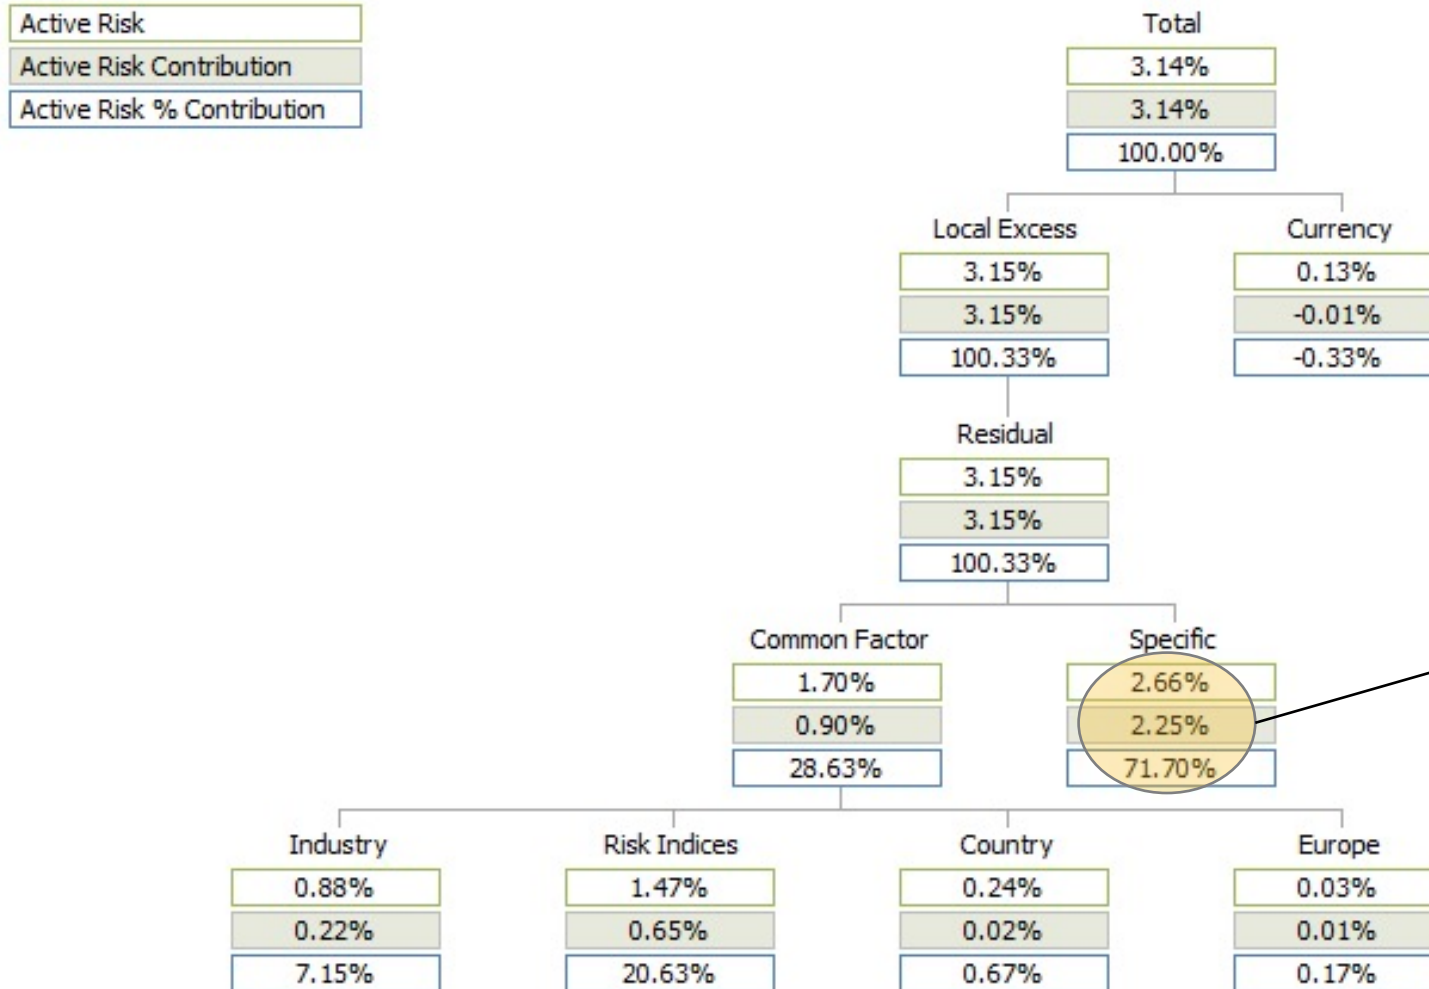 Active Risk
Active Risk Contribution
Active Risk % Contribution
Total
3.14%
3.14%
100.00%
Local Excess Currency
3.15% 0.13%
3.15% -0.01%
100.33% -0.33%
Residual
3.15%
3.15%
100.33%
Common Factor Specific
1.70% 2.66%
0.90% 2.25%
28.63% 71.70%
Industry Risk Indices Country Europe
0.88% 1.47% 0.24% 0.03%
0.22% 0.65% 0.02% 0.01%
7.15% 20.63% 0.67% 0.17%